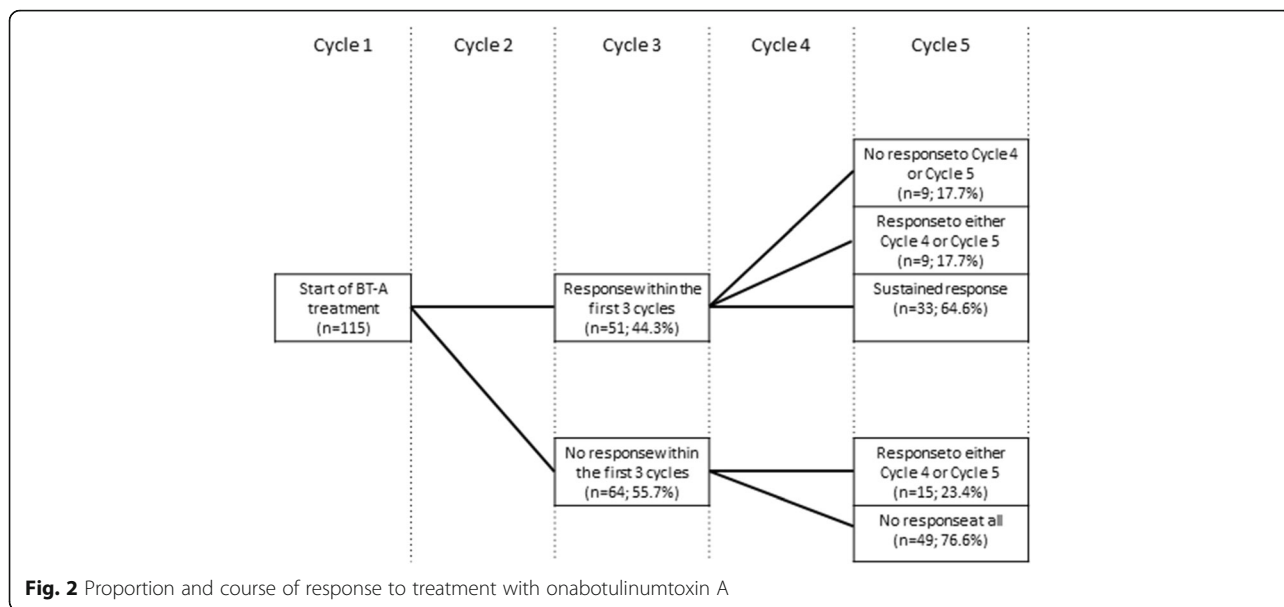 Cycle 1
Cycle 2
Cycle 3
Cycle 4
Cycle 5
No responseto Cycle 4
or Cycle 5
(n=9; 17.7%)
Responseto either
Cycle 4 or Cycle 5
(n=9; 17.7%)
Start of BT-A
treatment
(n=115)
Responsewithin the
first 3 cycles
(n=51; 44.3%)
Sustained response
(n=33; 64.6%)
No responsewithin
the first 3 cycles
(n=64; 55.7%)
Responseto either
Cycle 4 or Cycle 5
(n=15; 23.4%)
No responseat all
(n=49; 76.6%)
Fig. 2 Proportion and course of response to treatment with onabotulinumtoxin A